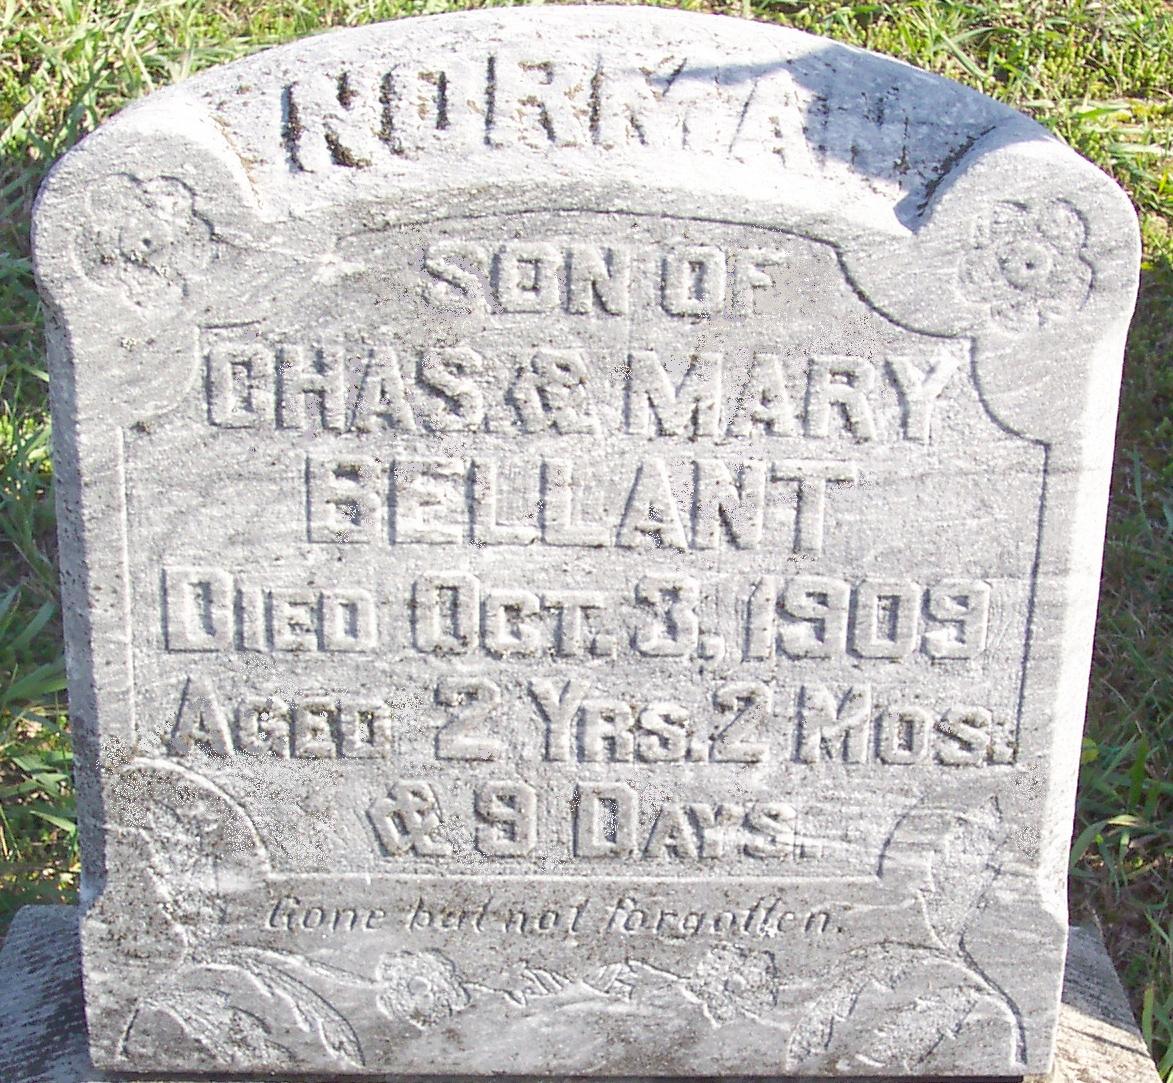 NORMAN
SON OF
CHAS. & MARY
BELLANT
DIED OCT. 3, 1909
AGED 2 YRS. 2 MOS.
& 9 DAYS.
Gone but not forgotten.